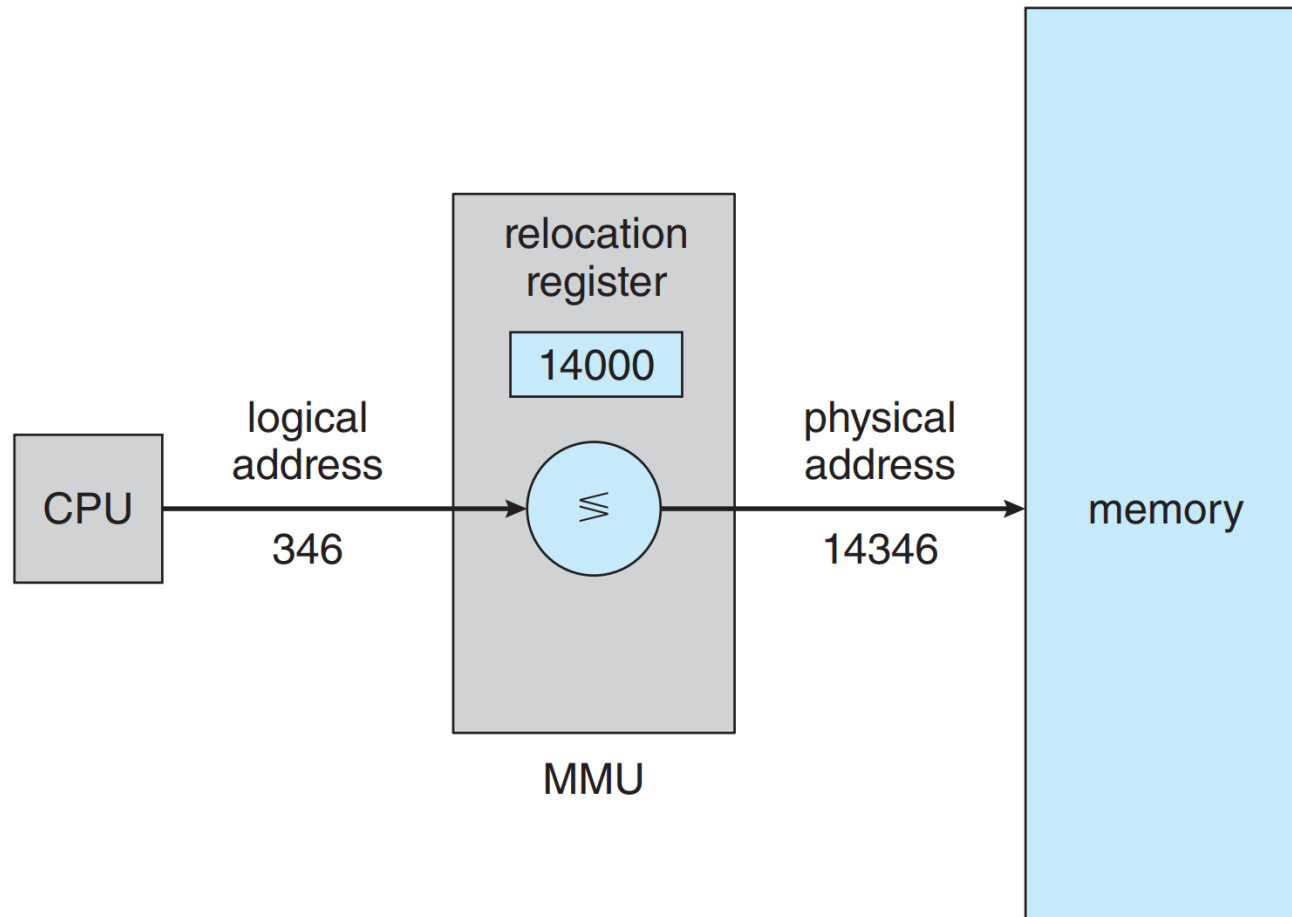 relocation
register
14000
logical
address
346
CPU
≶
physical
address
14346
memory
MMU